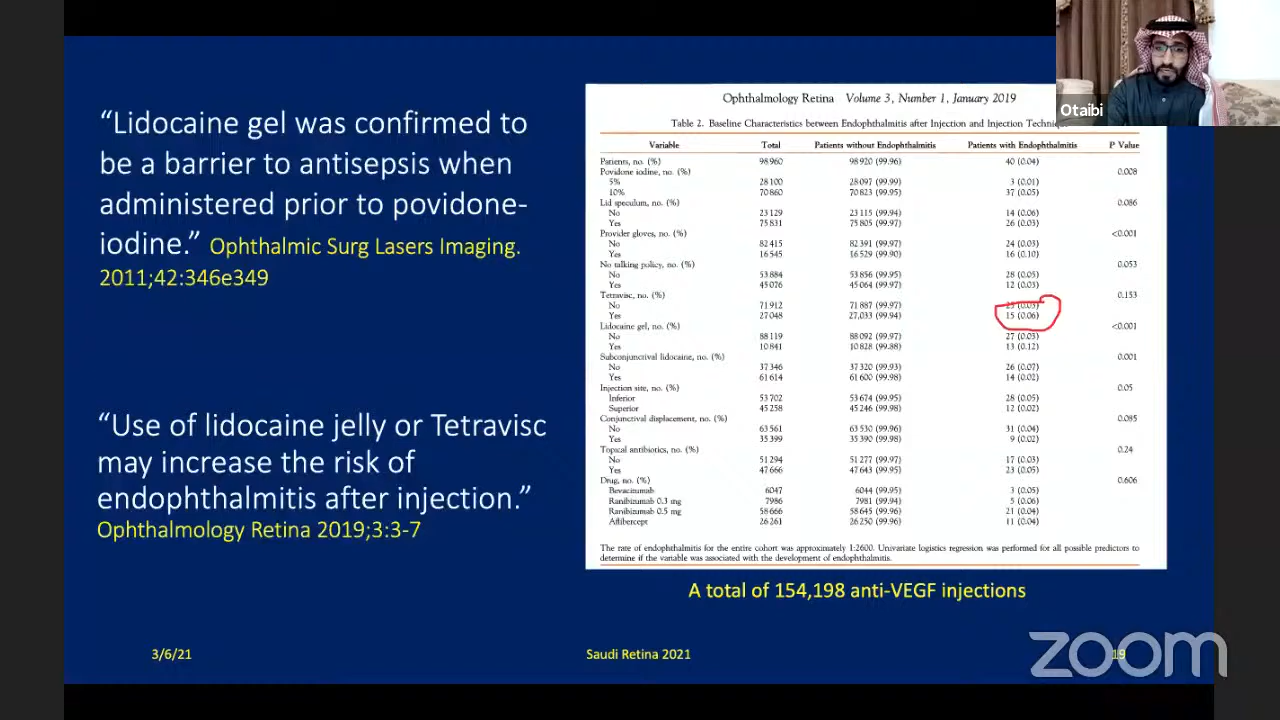 Otaibi
“Lidocaine gel was confirmed to
be a barrier to antisepsis when
administered prior to povidone-
iodine.” Ophthalmic Surg Lasers Imaging.
2011;42:346e349
“Use of lidocaine jelly or Tetravisc
may increase the risk of
endophthalmitis after injection.”
Ophthalmology Retina 2019;3:3-7
Ophthalmology Retina Volume 3, Number 1, January 2019
Table 2. Baseline Characteristics between Endophthalmitis after Injection and Injection
Variable Total Patients without Endophthalmitis Patients with Endophthalmitis P Value
Patients, no. (%) 98 960 98 920 (99.96) 40 (0.04)
Povidone iodine, no. (%) 0.008
5% 28 100 28 097 (99.99) 3 (0.01)
10% 70 860 70 823 (99.95) 37 (0.05)
Lid speculum, no. (%) 0.086
No 23 129 23 115 (99.94) 14 (0.06)
Yes 75 831 75 805 (99.97) 26 (0.03)
Provider gloves, no. (%) <0.001
No 82 415 82 391 (99.97) 24 (0.03)
Yes 16 545 16 529 (99.90) 16 (0.10)
No talking policy, no. (%) 0.053
No 53 884 53 856 (99.95) 28 (0.05)
Yes 45 076 45 064 (99.97) 12 (0.03)
Tetravisc, no. (%) 0.153
No 71 912 71 887 (99.97) 25 (0.03)
Yes 27 048 27,033 (99.94) 15 (0.06)
Lidocaine gel, no. (%) <0.001
No 88 119 88 092 (99.97) 27 (0.03)
Yes 10 841 10 828 (99.88) 13 (0.12)
Subconjunctival lidocaine, no. (%) 0.001
No 37 346 37 320 (99.93) 26 (0.07)
Yes 61 614 61 600 (99.98) 14 (0.02)
Injection site, no. (%) 0.05
Inferior 53 702 53 674 (99.95) 28 (0.05)
Superior 45 258 45 246 (99.98) 12 (0.02)
Conjunctival displacement, no. (%) 0.085
No 63 561 63 530 (99.96) 31 (0.04)
Yes 35 399 35 390 (99.98) 9 (0.02)
Topical antibiotics, no. (%) 0.24
No 51 294 51 277 (99.97) 17 (0.03)
Yes 47 666 47 643 (99.95) 23 (0.05)
Drug, no. (%) 0.606
Bevacizumab 6047 6044 (99.95) 3 (0.05)
Ranibizumab 0.3 mg 7986 7981 (99.94) 5 (0.06)
Ranibizumab 0.5 mg 58 666 58 645 (99.96) 21 (0.04)
Aflibercept 26 261 26 250 (99.96) 11 (0.04)
The rate of endophthalmitis for the entire cohort was approximately 1:2600. Univariate logistic regression was performed for all possible predictors to
determine if the variable was associated with the development of endophthalmitis.
A total of 154,198 anti-VEGF injections
3/6/21 Saudi Retina 2021 19
zoom